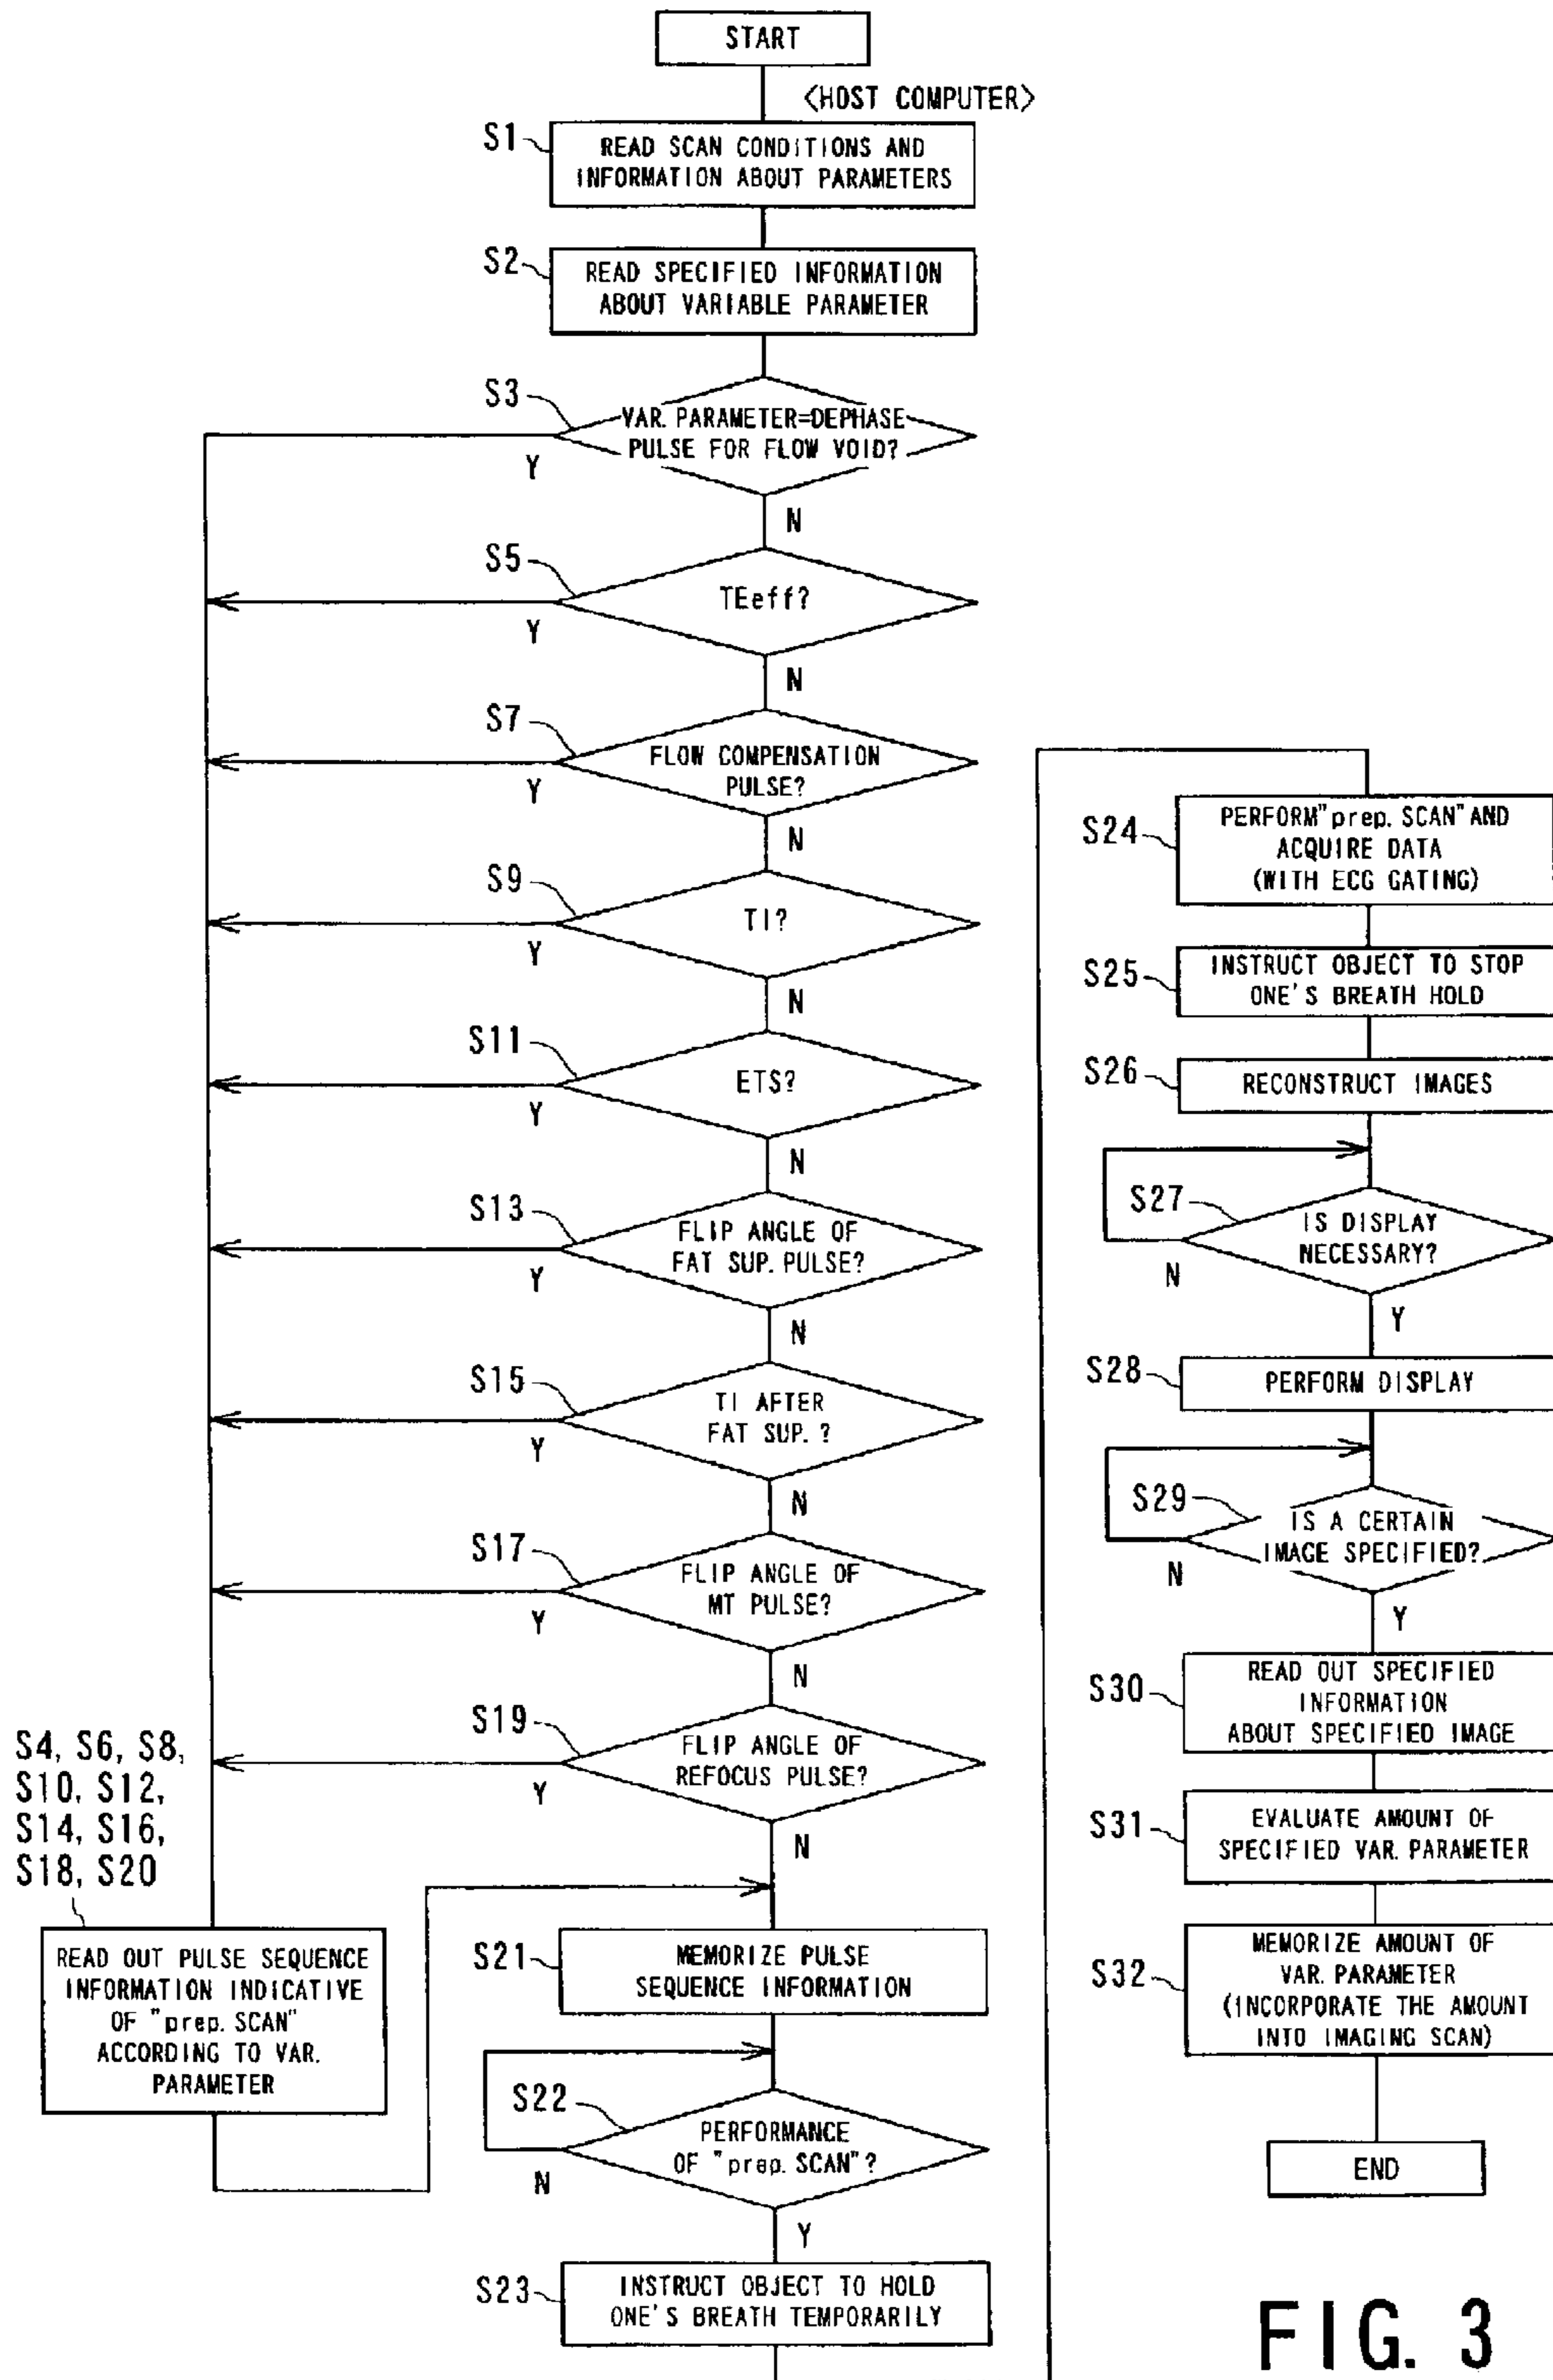 START
<HOST COMPUTER>
S1
READ SCAN CONDITIONS AND
INFORMATION ABOUT PARAMETERS
S2
READ SPECIFIED INFORMATION
ABOUT VARIABLE PARAMETER
S3
VAR. PARAMETER=DEPHASE
PULSE FOR FLOW VOID?
Y
N
S5
TEeff?
Y
N
S7
FLOW COMPENSATION
PULSE?
Y
N
S9
TI?
Y
N
S11
ETS?
Y
N
S13
FLIP ANGLE OF
FAT SUP. PULSE?
Y
N
S15
TI AFTER
FAT SUP. ?
Y
N
S17
FLIP ANGLE OF
MT PULSE?
Y
N
S19
FLIP ANGLE OF
REFOCUS PULSE?
Y
N
S4, S6, S8,
S10, S12,
S14, S16,
S18, S20
READ OUT PULSE SEQUENCE
INFORMATION INDICATIVE
OF "prep. SCAN"
ACCORDING TO VAR.
PARAMETER
S21
MEMORIZE PULSE
SEQUENCE INFORMATION
S22
PERFORMANCE
OF "prep. SCAN"?
N
Y
S23
INSTRUCT OBJECT TO HOLD
ONE'S BREATH TEMPORARILY
S24
PERFORM"prep. SCAN"AND
ACQUIRE DATA
(WITH ECG GATING)
S25
INSTRUCT OBJECT TO STOP
ONE'S BREATH HOLD
S26
RECONSTRUCT IMAGES
S27
IS DISPLAY
NECESSARY?
N
Y
S28
PERFORM DISPLAY
S29
IS A CERTAIN
IMAGE SPECIFIED?
N
Y
S30
READ OUT SPECIFIED
INFORMATION
ABOUT SPECIFIED IMAGE
S31
EVALUATE AMOUNT OF
SPECIFIED VAR. PARAMETER
S32
MEMORIZE AMOUNT OF
VAR. PARAMETER
(INCORPORATE THE AMOUNT
INTO IMAGING SCAN)
END
FIG. 3